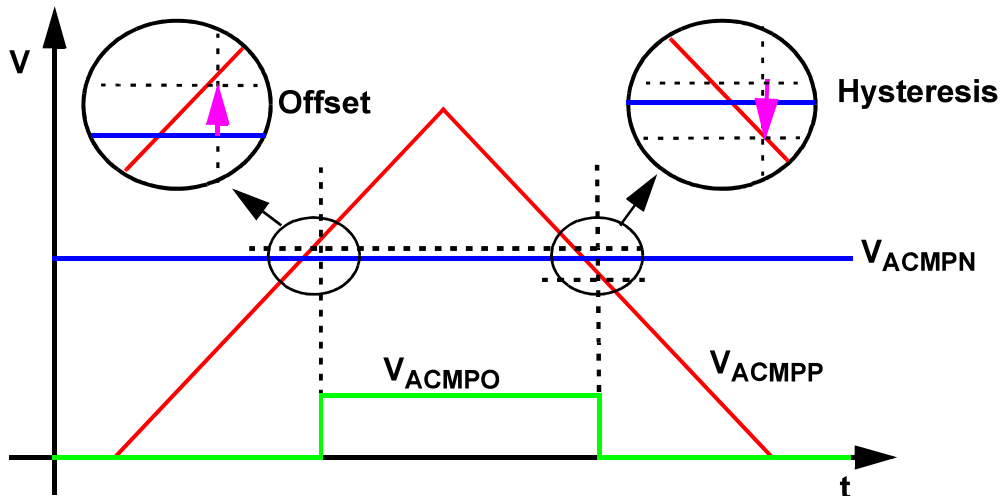 V
Offset
Hysteresis
VACMPN
VACMPO
VACMPP
t